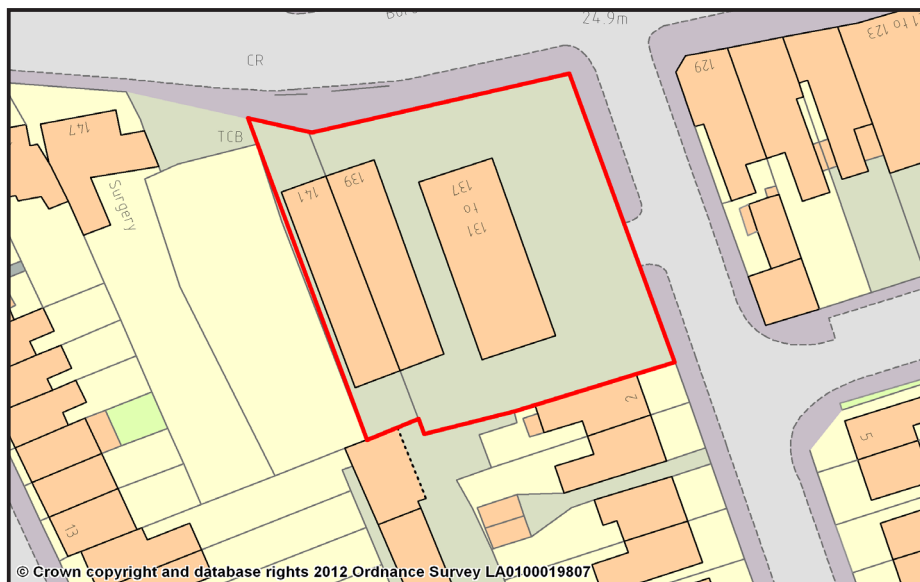 24.9m
CR
1 to 123
129
147
TCB
Surgery
141
139
137
to
131
2
5
13
© Crown copyright and database rights 2012 Ordnance Survey LA0100019807